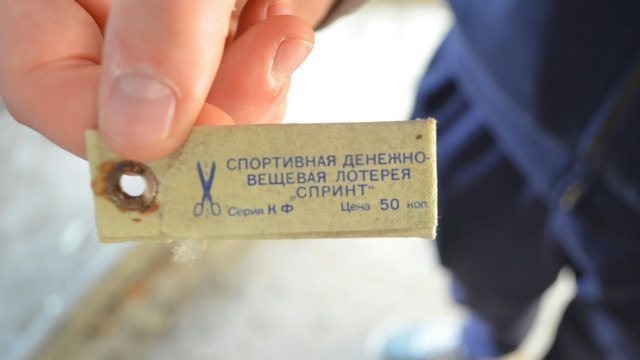 СПОРТИВНАЯ ДЕНЕЖНО-
ВЕЩЕВАЯ ЛОТЕРЕЯ
„СПРИНТ“
Серия К Ф Цена 50 коп.